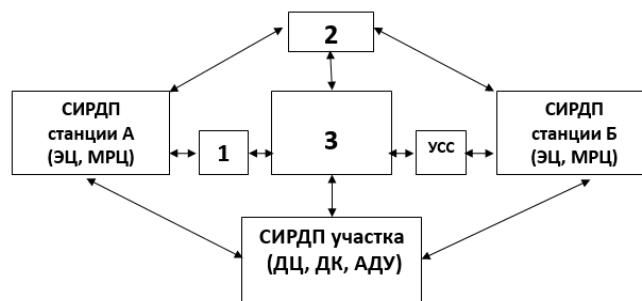 2
СИРДП
станции А
(ЭЦ, МРЦ)
1
3
УСС
СИРДП
станции Б
(ЭЦ, МРЦ)
СИРДП участка
(ДЦ, ДК, АДУ)